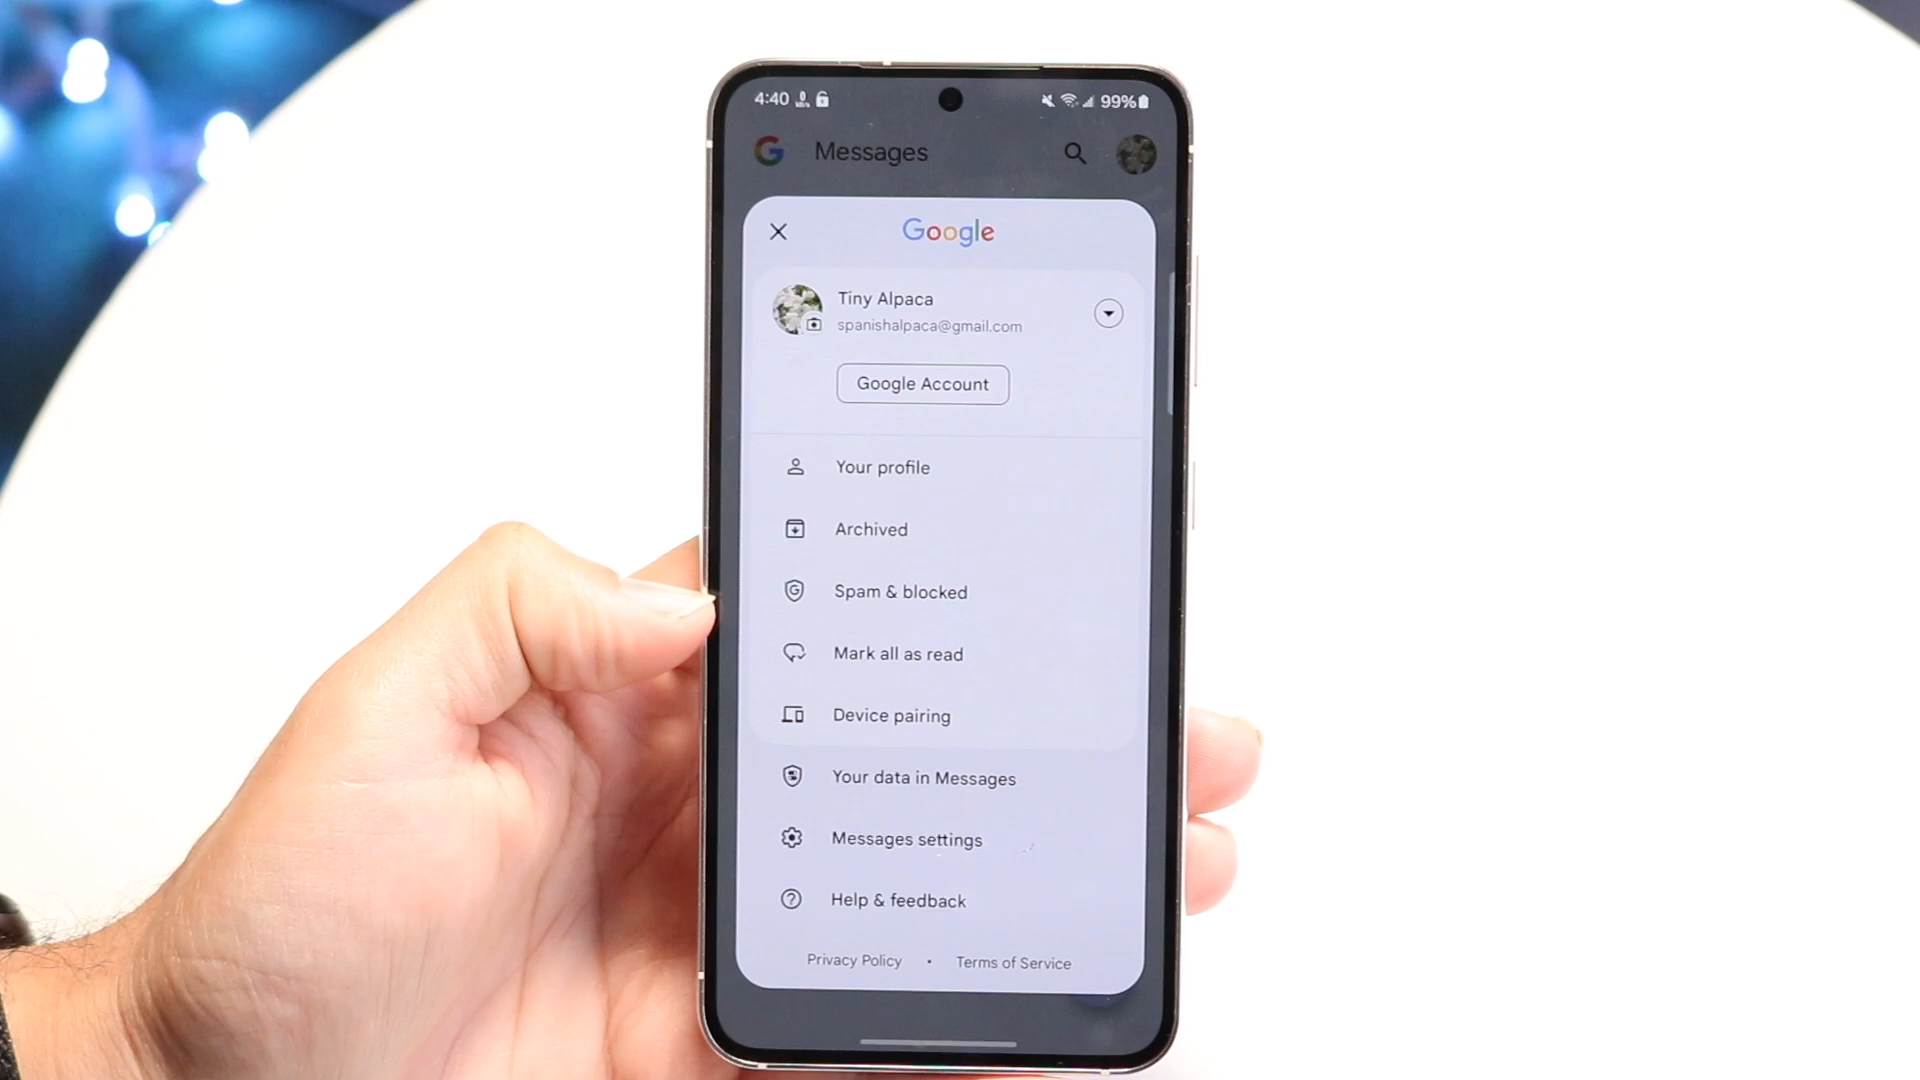 4:40 99%
G Messages
Google
Tiny Alpaca
spanishalpaca@gmail.com
Google Account
Your profile
Archived
Spam & blocked
Mark all as read
Device pairing
Your data in Messages
Messages settings
Help & feedback
Privacy Policy • Terms of Service